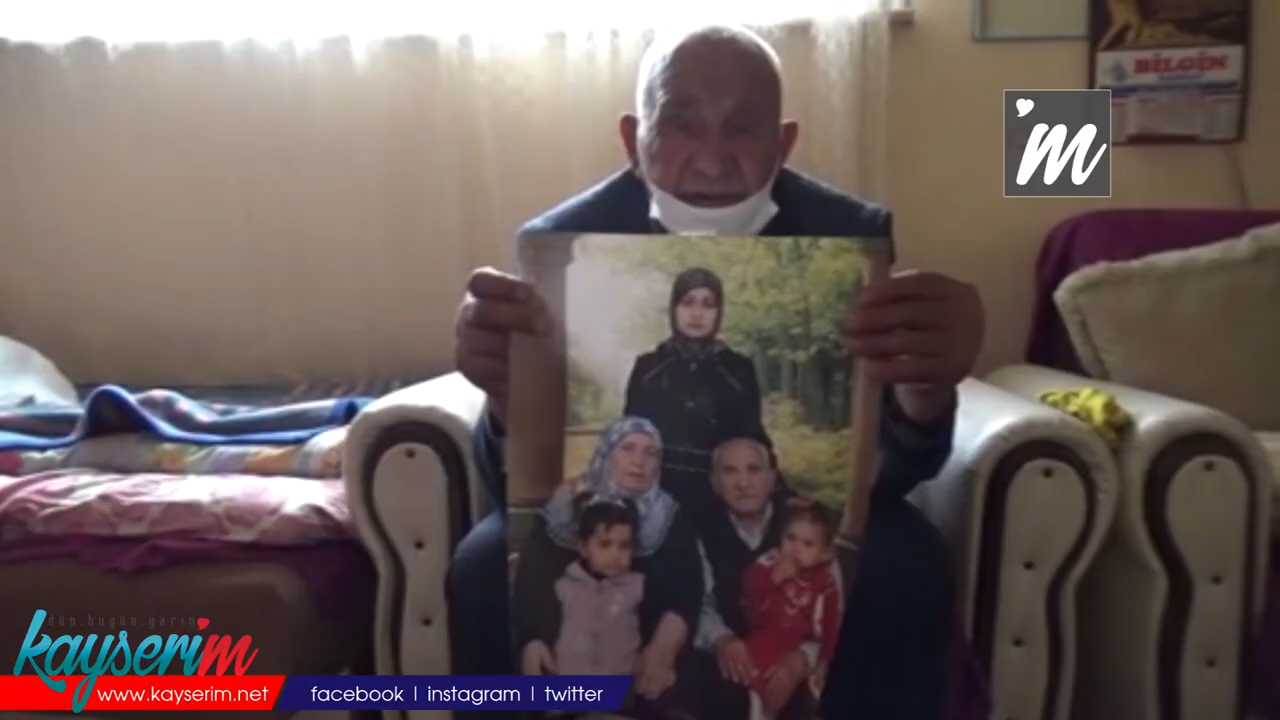 BİLGİN
'm
dün.bugün.yarın
kayserim
www.kayserim.net
facebook | instagram | twitter